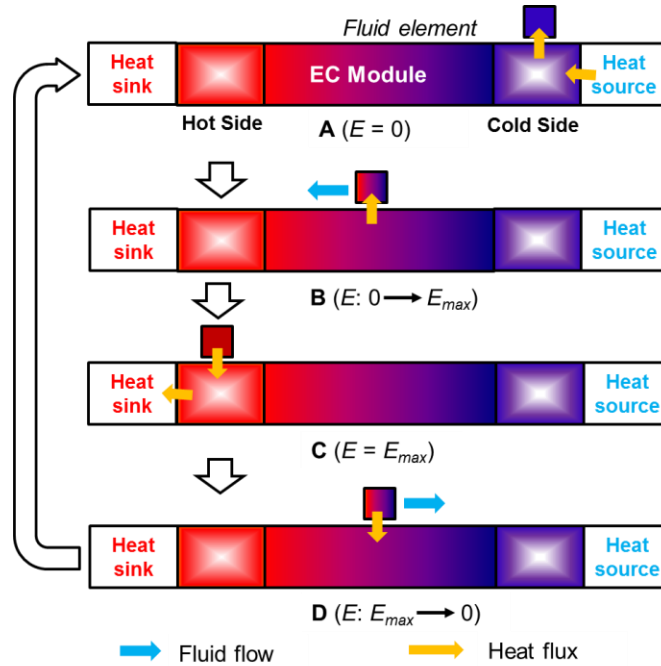 Fluid element
Heat sink
EC Module
Heat source
Hot Side
A (E = 0)
Cold Side
Heat sink
Heat source
B (E: 0 ⟶ Emax)
Heat sink
Heat source
C (E = Emax)
Heat sink
Heat source
D (E: Emax ⟶ 0)
Fluid flow
Heat flux